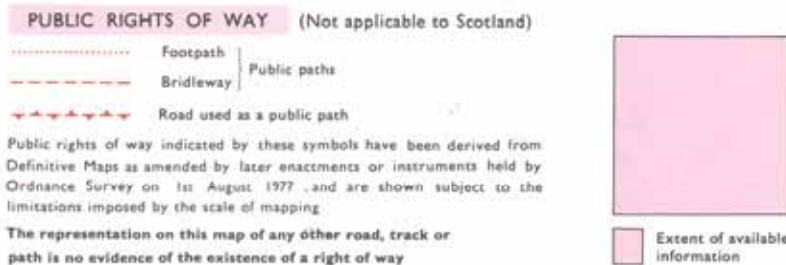 PUBLIC RIGHTS OF WAY (Not applicable to Scotland)
Footpath
Bridleway
Public paths
Road used as a public path
Public rights of way indicated by these symbols have been derived from
Definitive Maps as amended by later enactments or instruments held by
Ordnance Survey on 1st August 1977 and are shown subject to the
limitations imposed by the scale of mapping
The representation on this map of any other road, track or
path is no evidence of the existence of a right of way
Extent of available
information